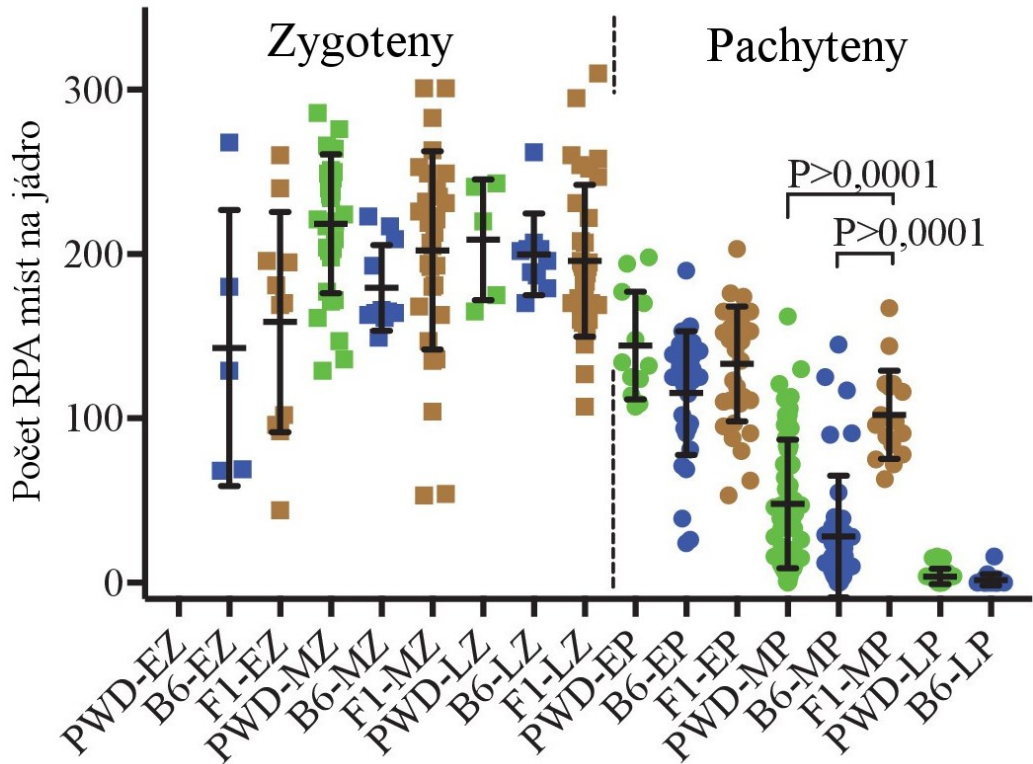 Zygoteny
Pachyteny
Počet RPA míst na jádro
300
200
100
0
P>0,0001
P>0,0001
PWD-EZ
B6-EZ
F1-EZ
PWD-MZ
B6-MZ
F1-MZ
PWD-LZ
B6-LZ
F1-LZ
PWD-EP
B6-EP
F1-EP
PWD-MP
B6-MP
F1-MP
PWD-LP
B6-LP